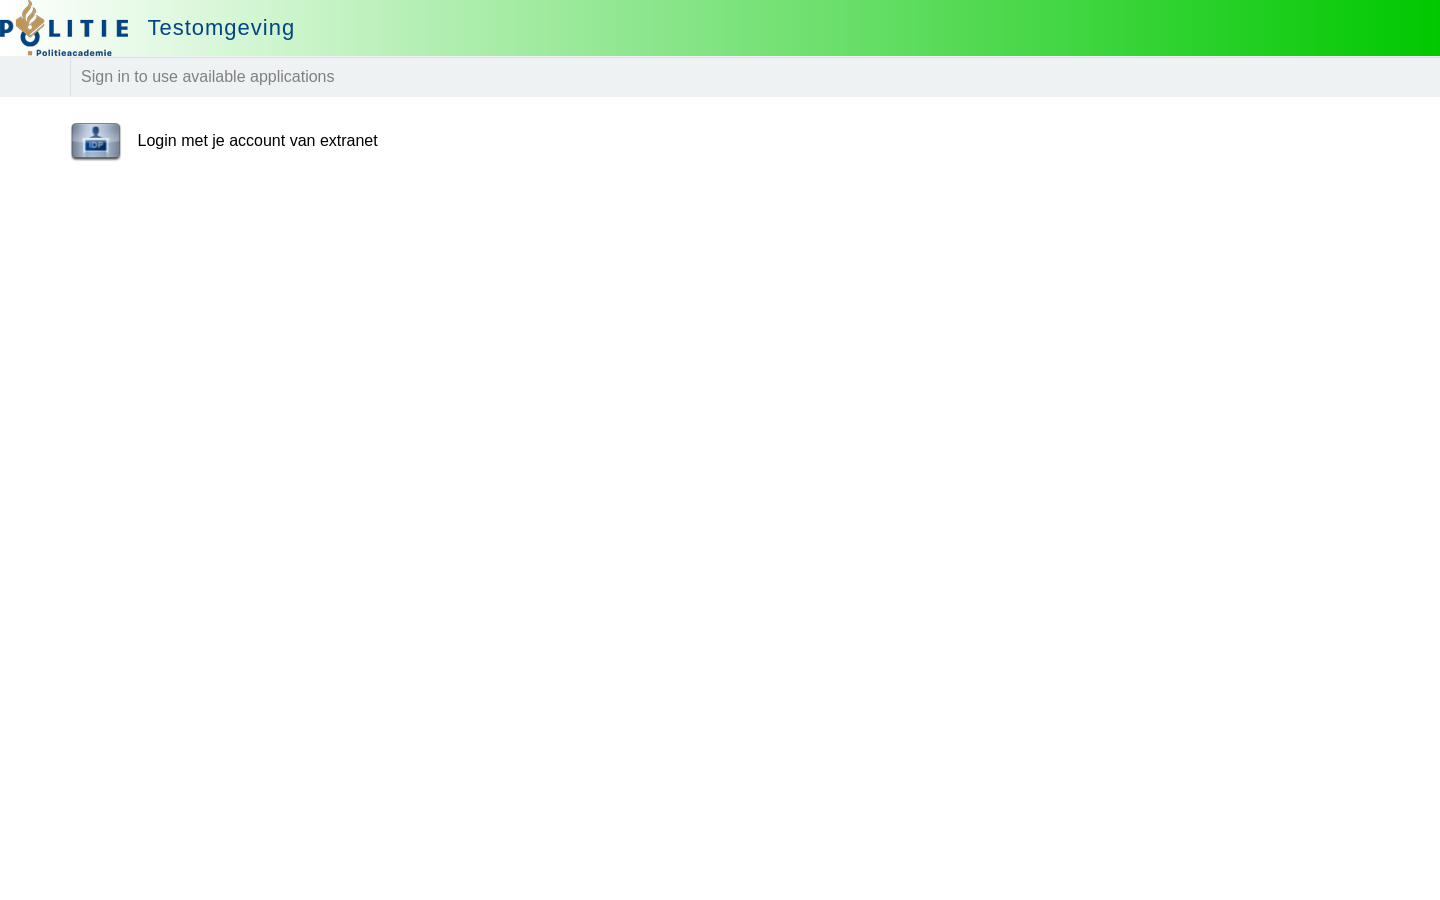 POLITIE
Testomgeving
Politieacademie
Sign in to use available applications
IDP
Login met je account van extranet